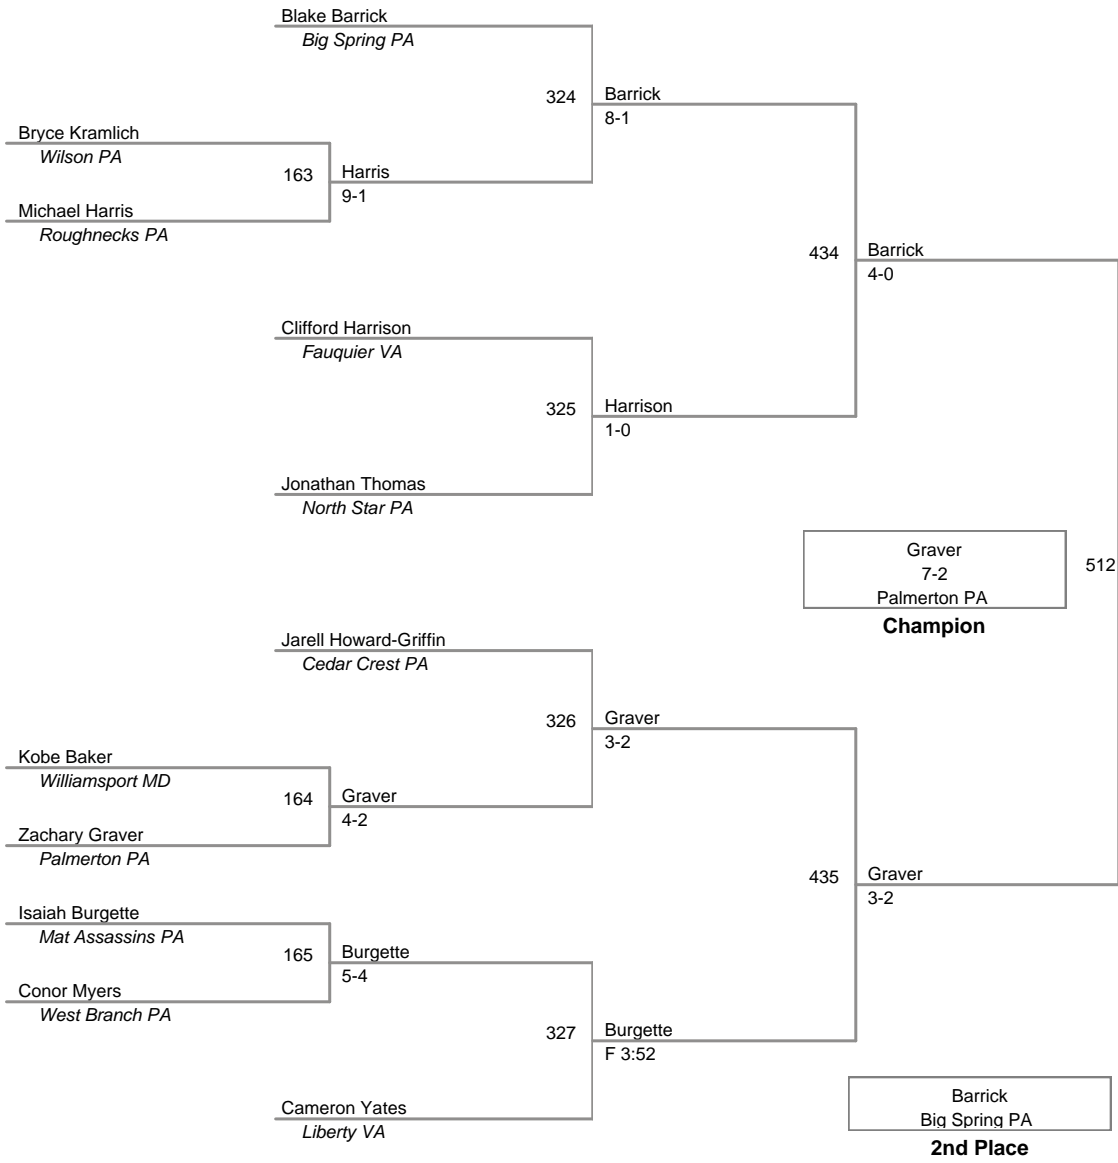 Blake Barrick
Big Spring PA
324
Barrick
8-1
Bryce Kramlich
Wilson PA
163
Harris
9-1
Michael Harris
Roughnecks PA
434
Barrick
4-0
Clifford Harrison
Fauquier VA
325
Harrison
1-0
Jonathan Thomas
North Star PA
Graver
7-2
Palmerton PA
Champion
512
Jarell Howard-Griffin
Cedar Crest PA
326
Graver
3-2
Kobe Baker
Williamsport MD
164
Graver
4-2
Zachary Graver
Palmerton PA
435
Graver
3-2
Isaiah Burgette
Mat Assassins PA
165
Burgette
5-4
Conor Myers
West Branch PA
327
Burgette
F 3:52
Cameron Yates
Liberty VA
Barrick
Big Spring PA
2nd Place